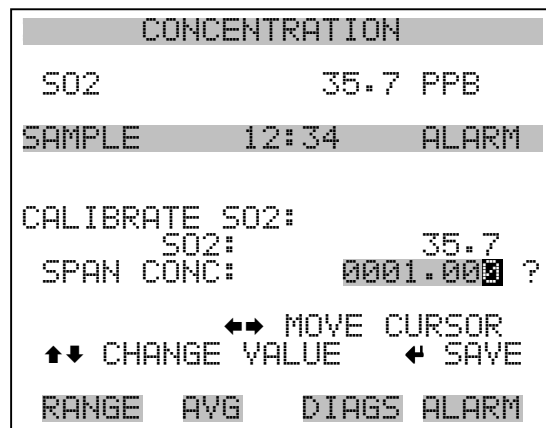 CONCENTRATION
SO2 35.7 PPB
SAMPLE 12:34 ALARM
CALIBRATE SO2:
SO2: 35.7
SPAN CONC: 0001.000 ?
←→ MOVE CURSOR
↑↓ CHANGE VALUE ↵ SAVE
RANGE AVG DIAGS ALARM